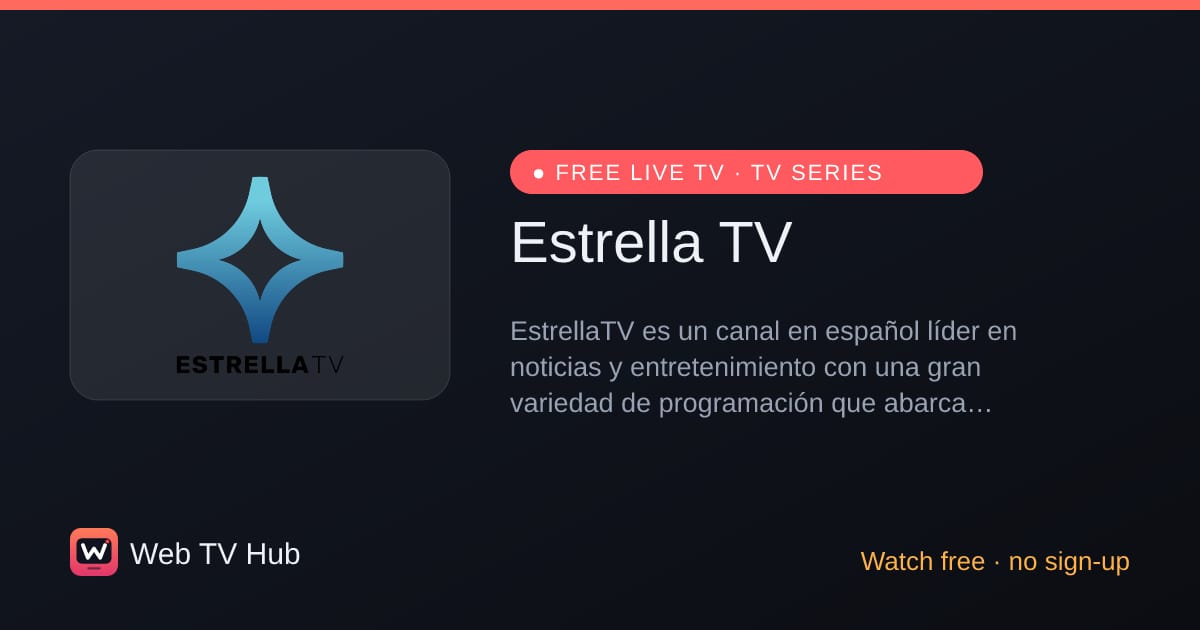 ESTRELLATV
● FREE LIVE TV · TV SERIES
Estrella TV
EstrellaTV es un canal en español líder en
noticias y entretenimiento con una gran
variedad de programación que abarca…
W
Web TV Hub
Watch free · no sign-up